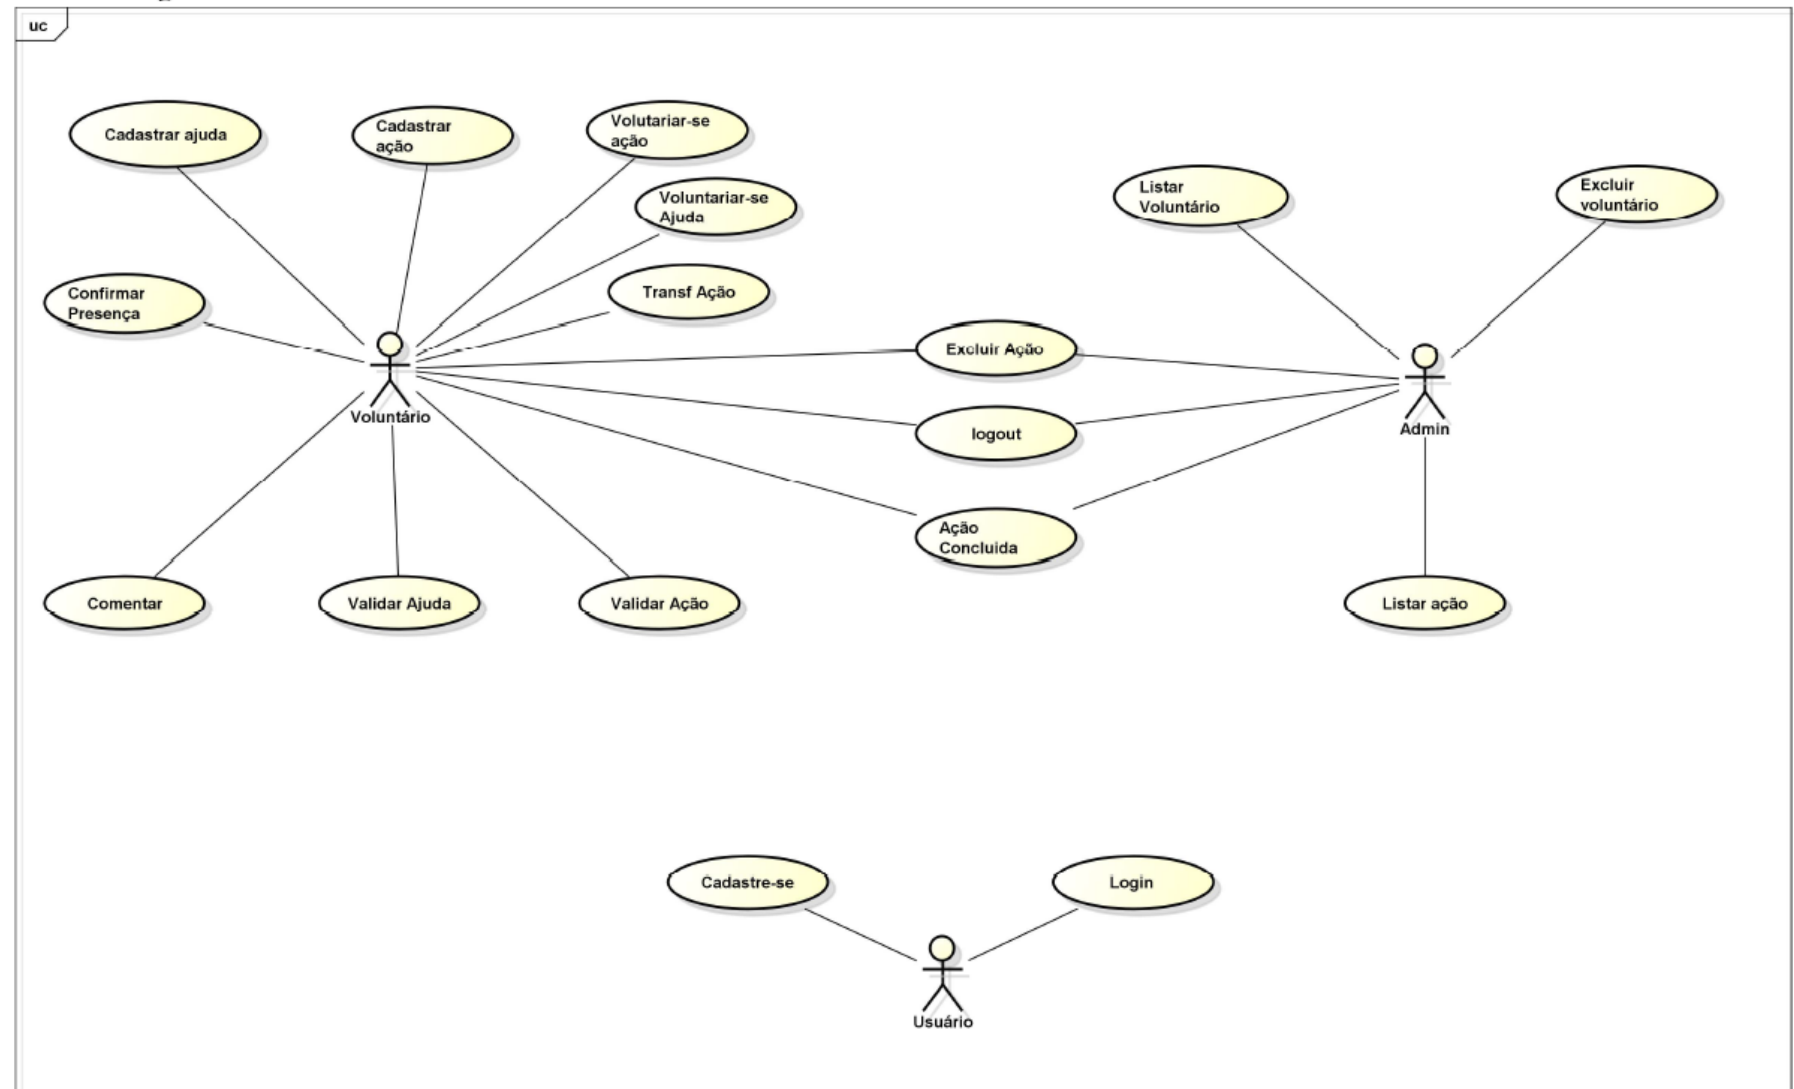 uc
Cadastrar ajuda
Cadastrar
ação
Volutariar-se
ação
Voluntariar-se
Ajuda
Listar
Voluntário
Excluir
voluntário
Confirmar
Presença
Transf Ação
Excluir Ação
Voluntário
logout
Admin
Ação
Concluida
Comentar
Validar Ajuda
Validar Ação
Listar ação
Cadastre-se
Login
Usuário